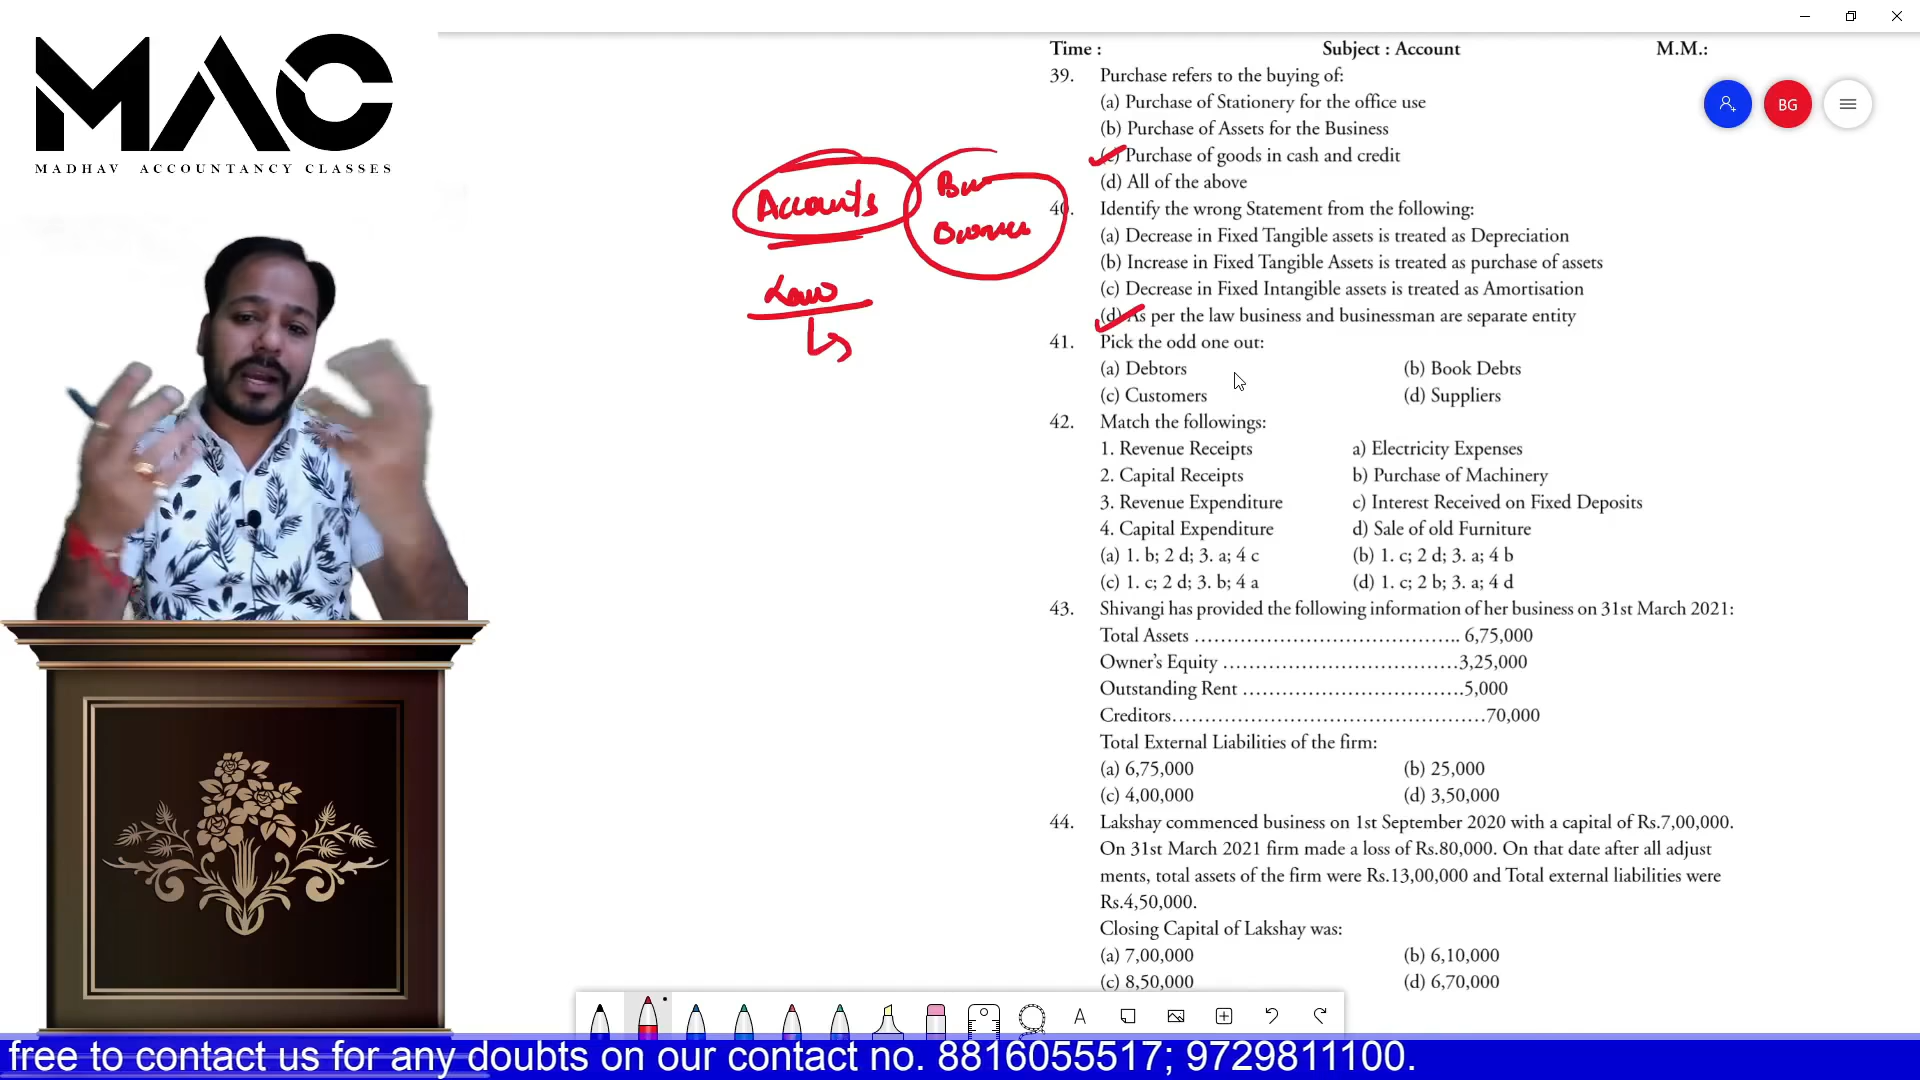 MAC
MADHAV ACCOUNTANCY CLASSES
Time : Subject : Account M.M.:
39. Purchase refers to the buying of:
(a) Purchase of Stationery for the office use
(b) Purchase of Assets for the Business
(c) Purchase of goods in cash and credit
(d) All of the above
40. Identify the wrong Statement from the following:
(a) Decrease in Fixed Tangible assets is treated as Depreciation
(b) Increase in Fixed Tangible Assets is treated as purchase of assets
(c) Decrease in Fixed Intangible assets is treated as Amortisation
(d) As per the law business and businessman are separate entity
41. Pick the odd one out:
(a) Debtors (b) Book Debts
(c) Customers (d) Suppliers
42. Match the followings:
1. Revenue Receipts a) Electricity Expenses
2. Capital Receipts b) Purchase of Machinery
3. Revenue Expenditure c) Interest Received on Fixed Deposits
4. Capital Expenditure d) Sale of old Furniture
(a) 1. b; 2 d; 3. a; 4 c (b) 1. c; 2 d; 3. a; 4 b
(c) 1. c; 2 d; 3. b; 4 a (d) 1. c; 2 b; 3. a; 4 d
43. Shivangi has provided the following information of her business on 31st March 2021:
Total Assets ………………………………….. 6,75,000
Owner’s Equity ………………………………3,25,000
Outstanding Rent …………………………….5,000
Creditors…………………………………………70,000
Total External Liabilities of the firm:
(a) 6,75,000 (b) 25,000
(c) 4,00,000 (d) 3,50,000
44. Lakshay commenced business on 1st September 2020 with a capital of Rs.7,00,000.
On 31st March 2021 firm made a loss of Rs.80,000. On that date after all adjust
ments, total assets of the firm were Rs.13,00,000 and Total external liabilities were
Rs.4,50,000.
Closing Capital of Lakshay was:
(a) 7,00,000 (b) 6,10,000
(c) 8,50,000 (d) 6,70,000
Accounts
Law
BG
free to contact us for any doubts on our contact no. 8816055517; 9729811100.